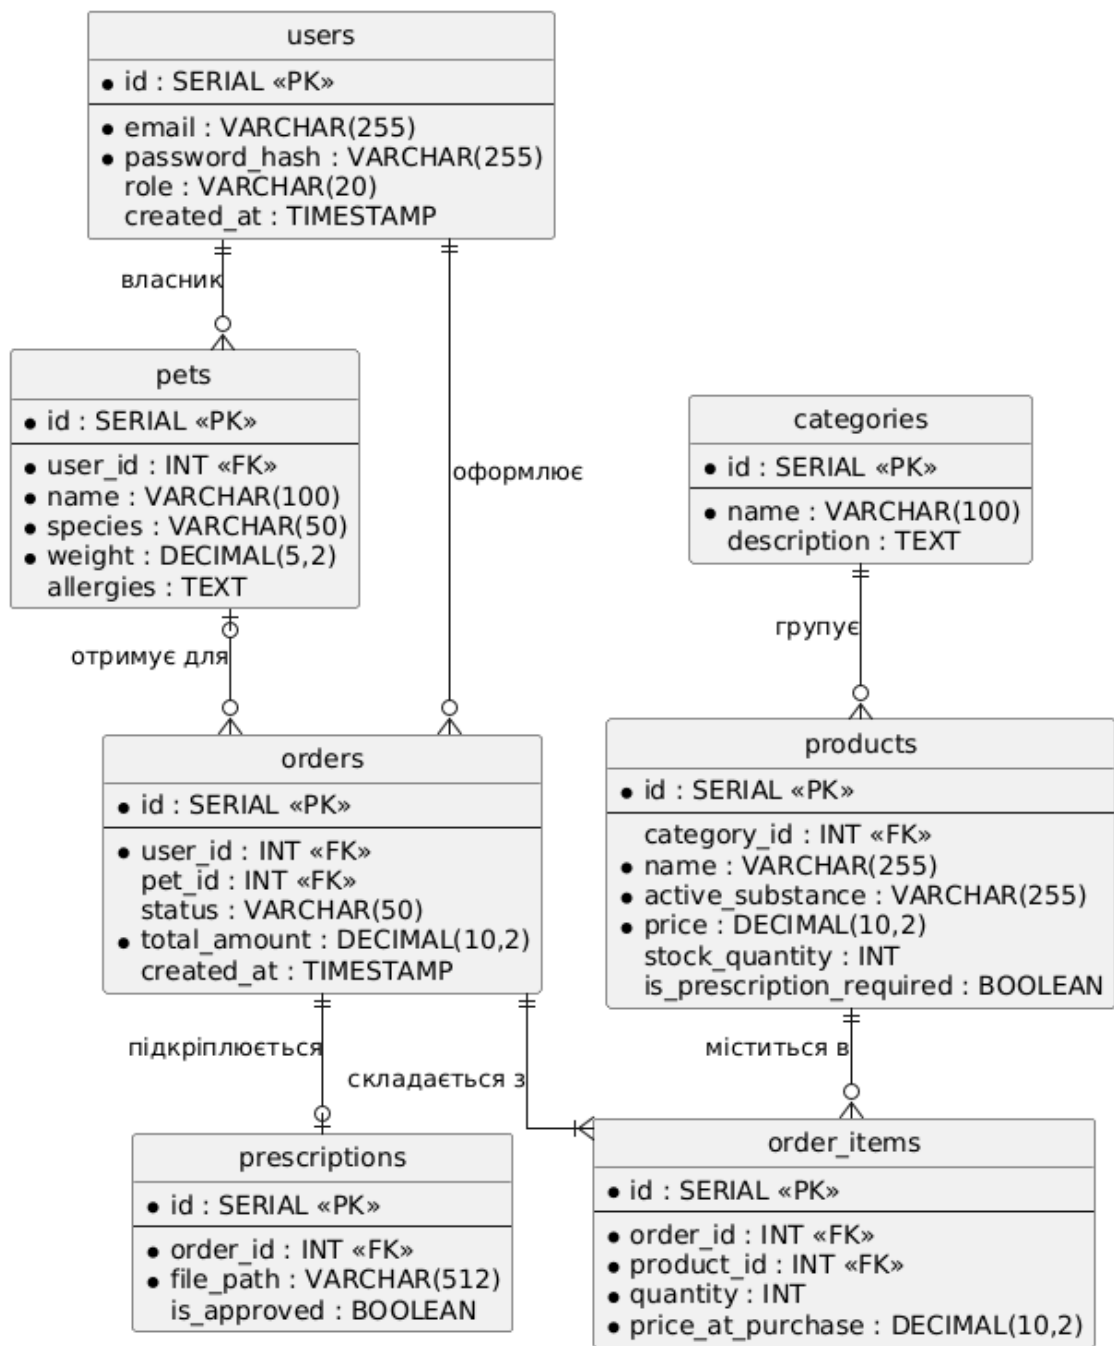 users
id : SERIAL «PK»
email : VARCHAR(255)
password_hash : VARCHAR(255)
role : VARCHAR(20)
created_at : TIMESTAMP
власник
pets
id : SERIAL «PK»
user_id : INT «FK»
name : VARCHAR(100)
species : VARCHAR(50)
weight : DECIMAL(5,2)
allergies : TEXT
оформлює
categories
id : SERIAL «PK»
name : VARCHAR(100)
description : TEXT
отримує для
групує
orders
id : SERIAL «PK»
user_id : INT «FK»
pet_id : INT «FK»
status : VARCHAR(50)
total_amount : DECIMAL(10,2)
created_at : TIMESTAMP
products
id : SERIAL «PK»
category_id : INT «FK»
name : VARCHAR(255)
active_substance : VARCHAR(255)
price : DECIMAL(10,2)
stock_quantity : INT
is_prescription_required : BOOLEAN
підкріплюється
складається з
міститься в
prescriptions
id : SERIAL «PK»
order_id : INT «FK»
file_path : VARCHAR(512)
is_approved : BOOLEAN
order_items
id : SERIAL «PK»
order_id : INT «FK»
product_id : INT «FK»
quantity : INT
price_at_purchase : DECIMAL(10,2)